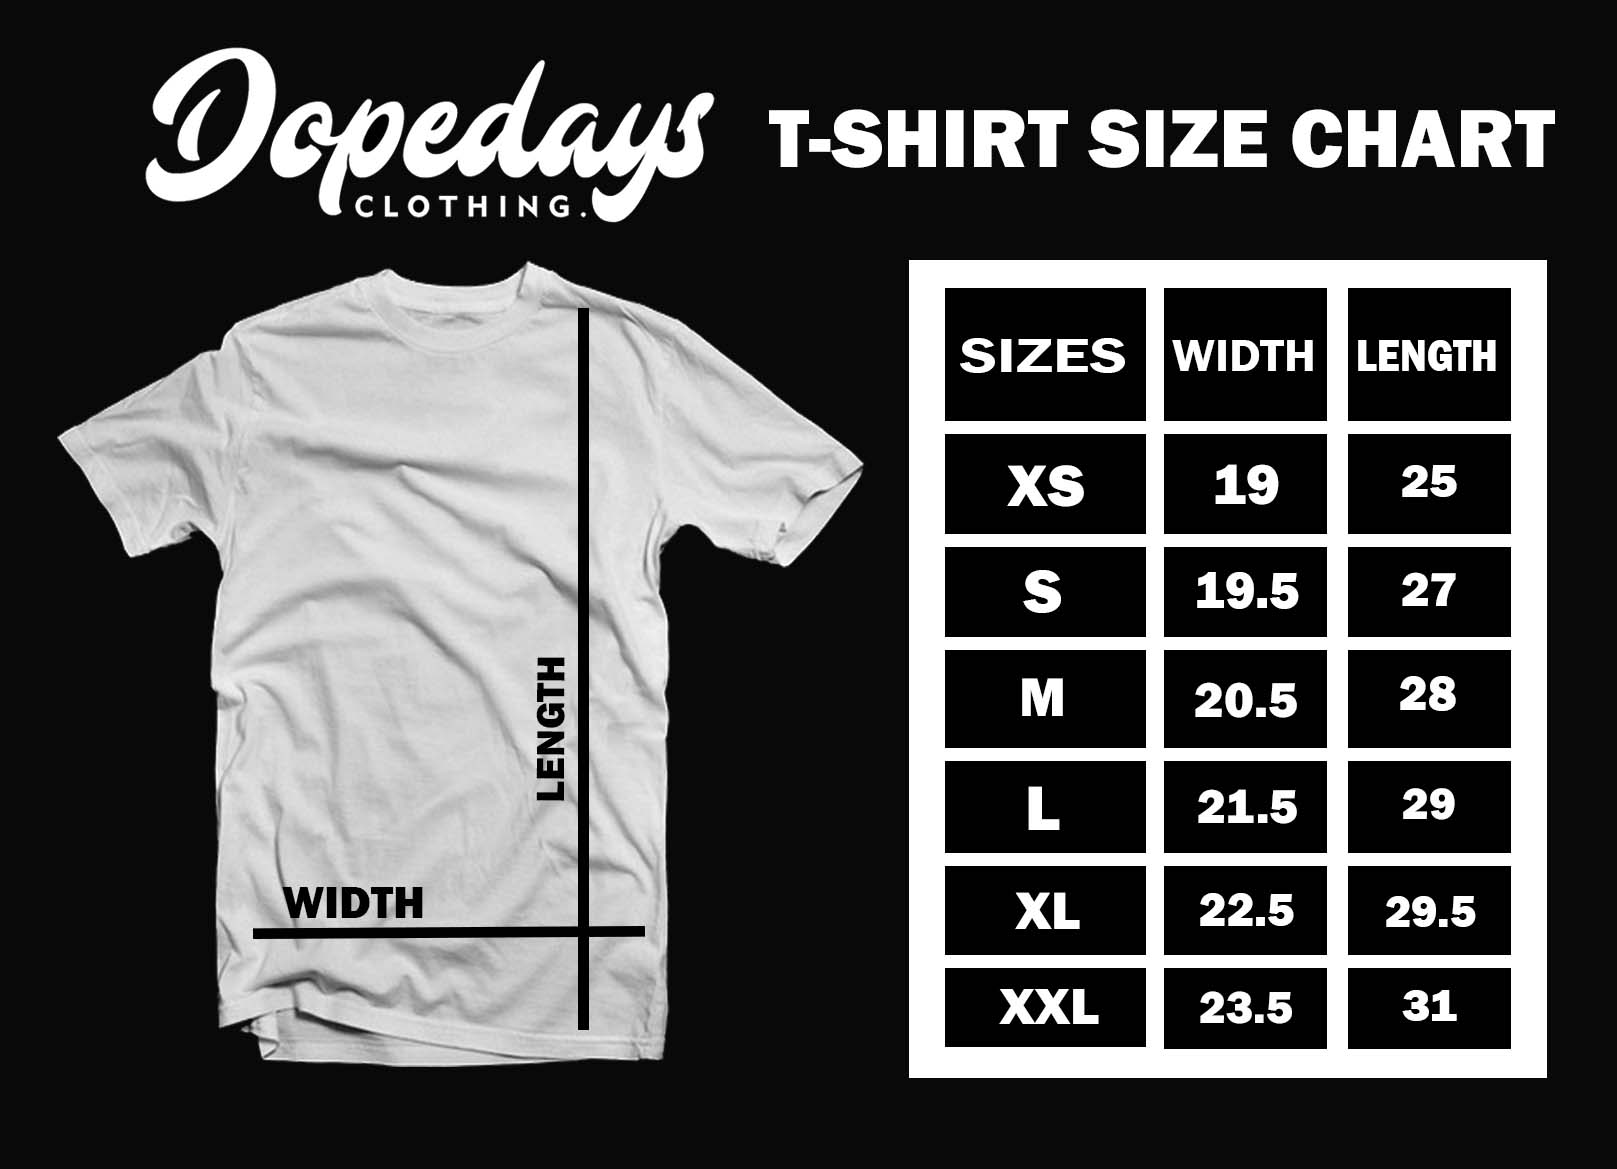 Dopedays
CLOTHING.
T-SHIRT SIZE CHART
LENGTH
WIDTH
SIZES WIDTH LENGTH
XS 19 25
S 19.5 27
M 20.5 28
L 21.5 29
XL 22.5 29.5
XXL 23.5 31